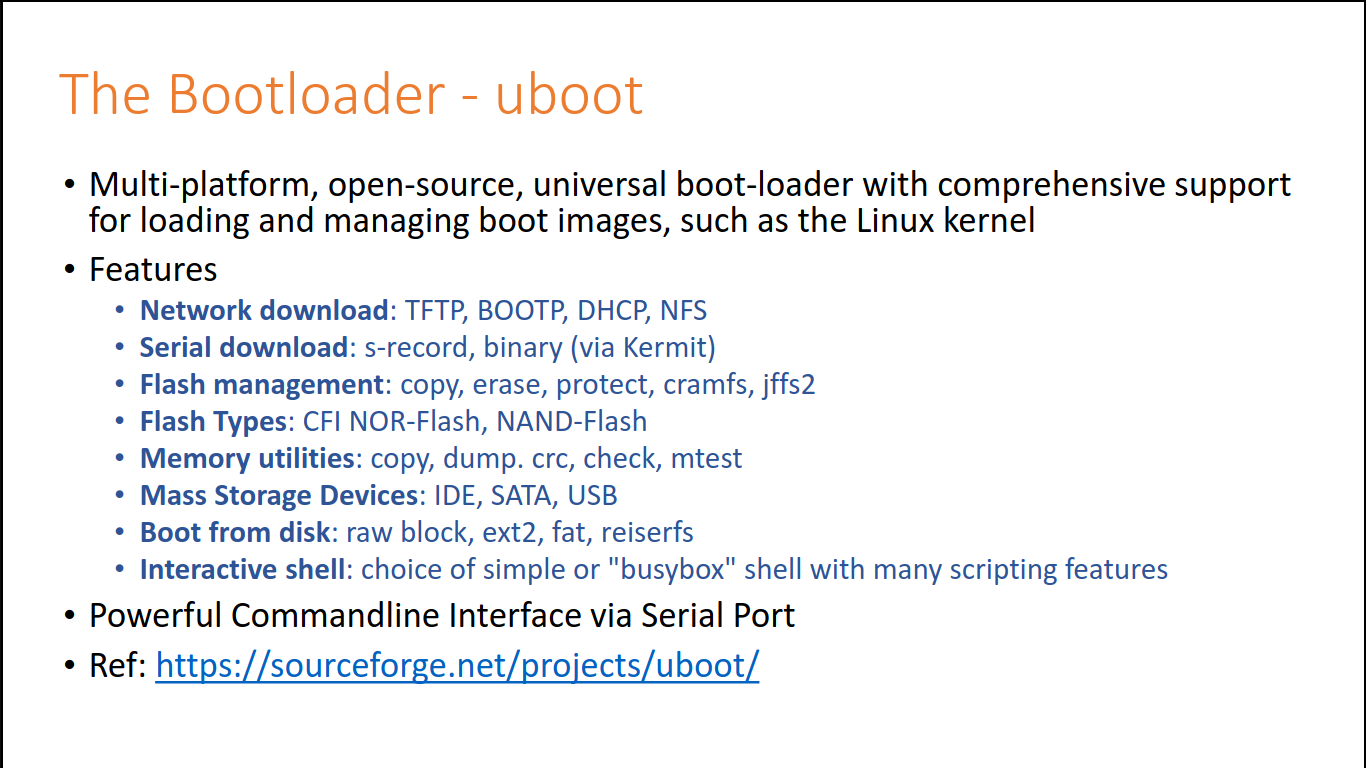 The Bootloader - uboot
• Multi-platform, open-source, universal boot-loader with comprehensive support
for loading and managing boot images, such as the Linux kernel
• Features
• Network download: TFTP, BOOTP, DHCP, NFS
• Serial download: s-record, binary (via Kermit)
• Flash management: copy, erase, protect, cramfs, jffs2
• Flash Types: CFI NOR-Flash, NAND-Flash
• Memory utilities: copy, dump. crc, check, mtest
• Mass Storage Devices: IDE, SATA, USB
• Boot from disk: raw block, ext2, fat, reiserfs
• Interactive shell: choice of simple or "busybox" shell with many scripting features
• Powerful Commandline Interface via Serial Port
• Ref: https://sourceforge.net/projects/uboot/